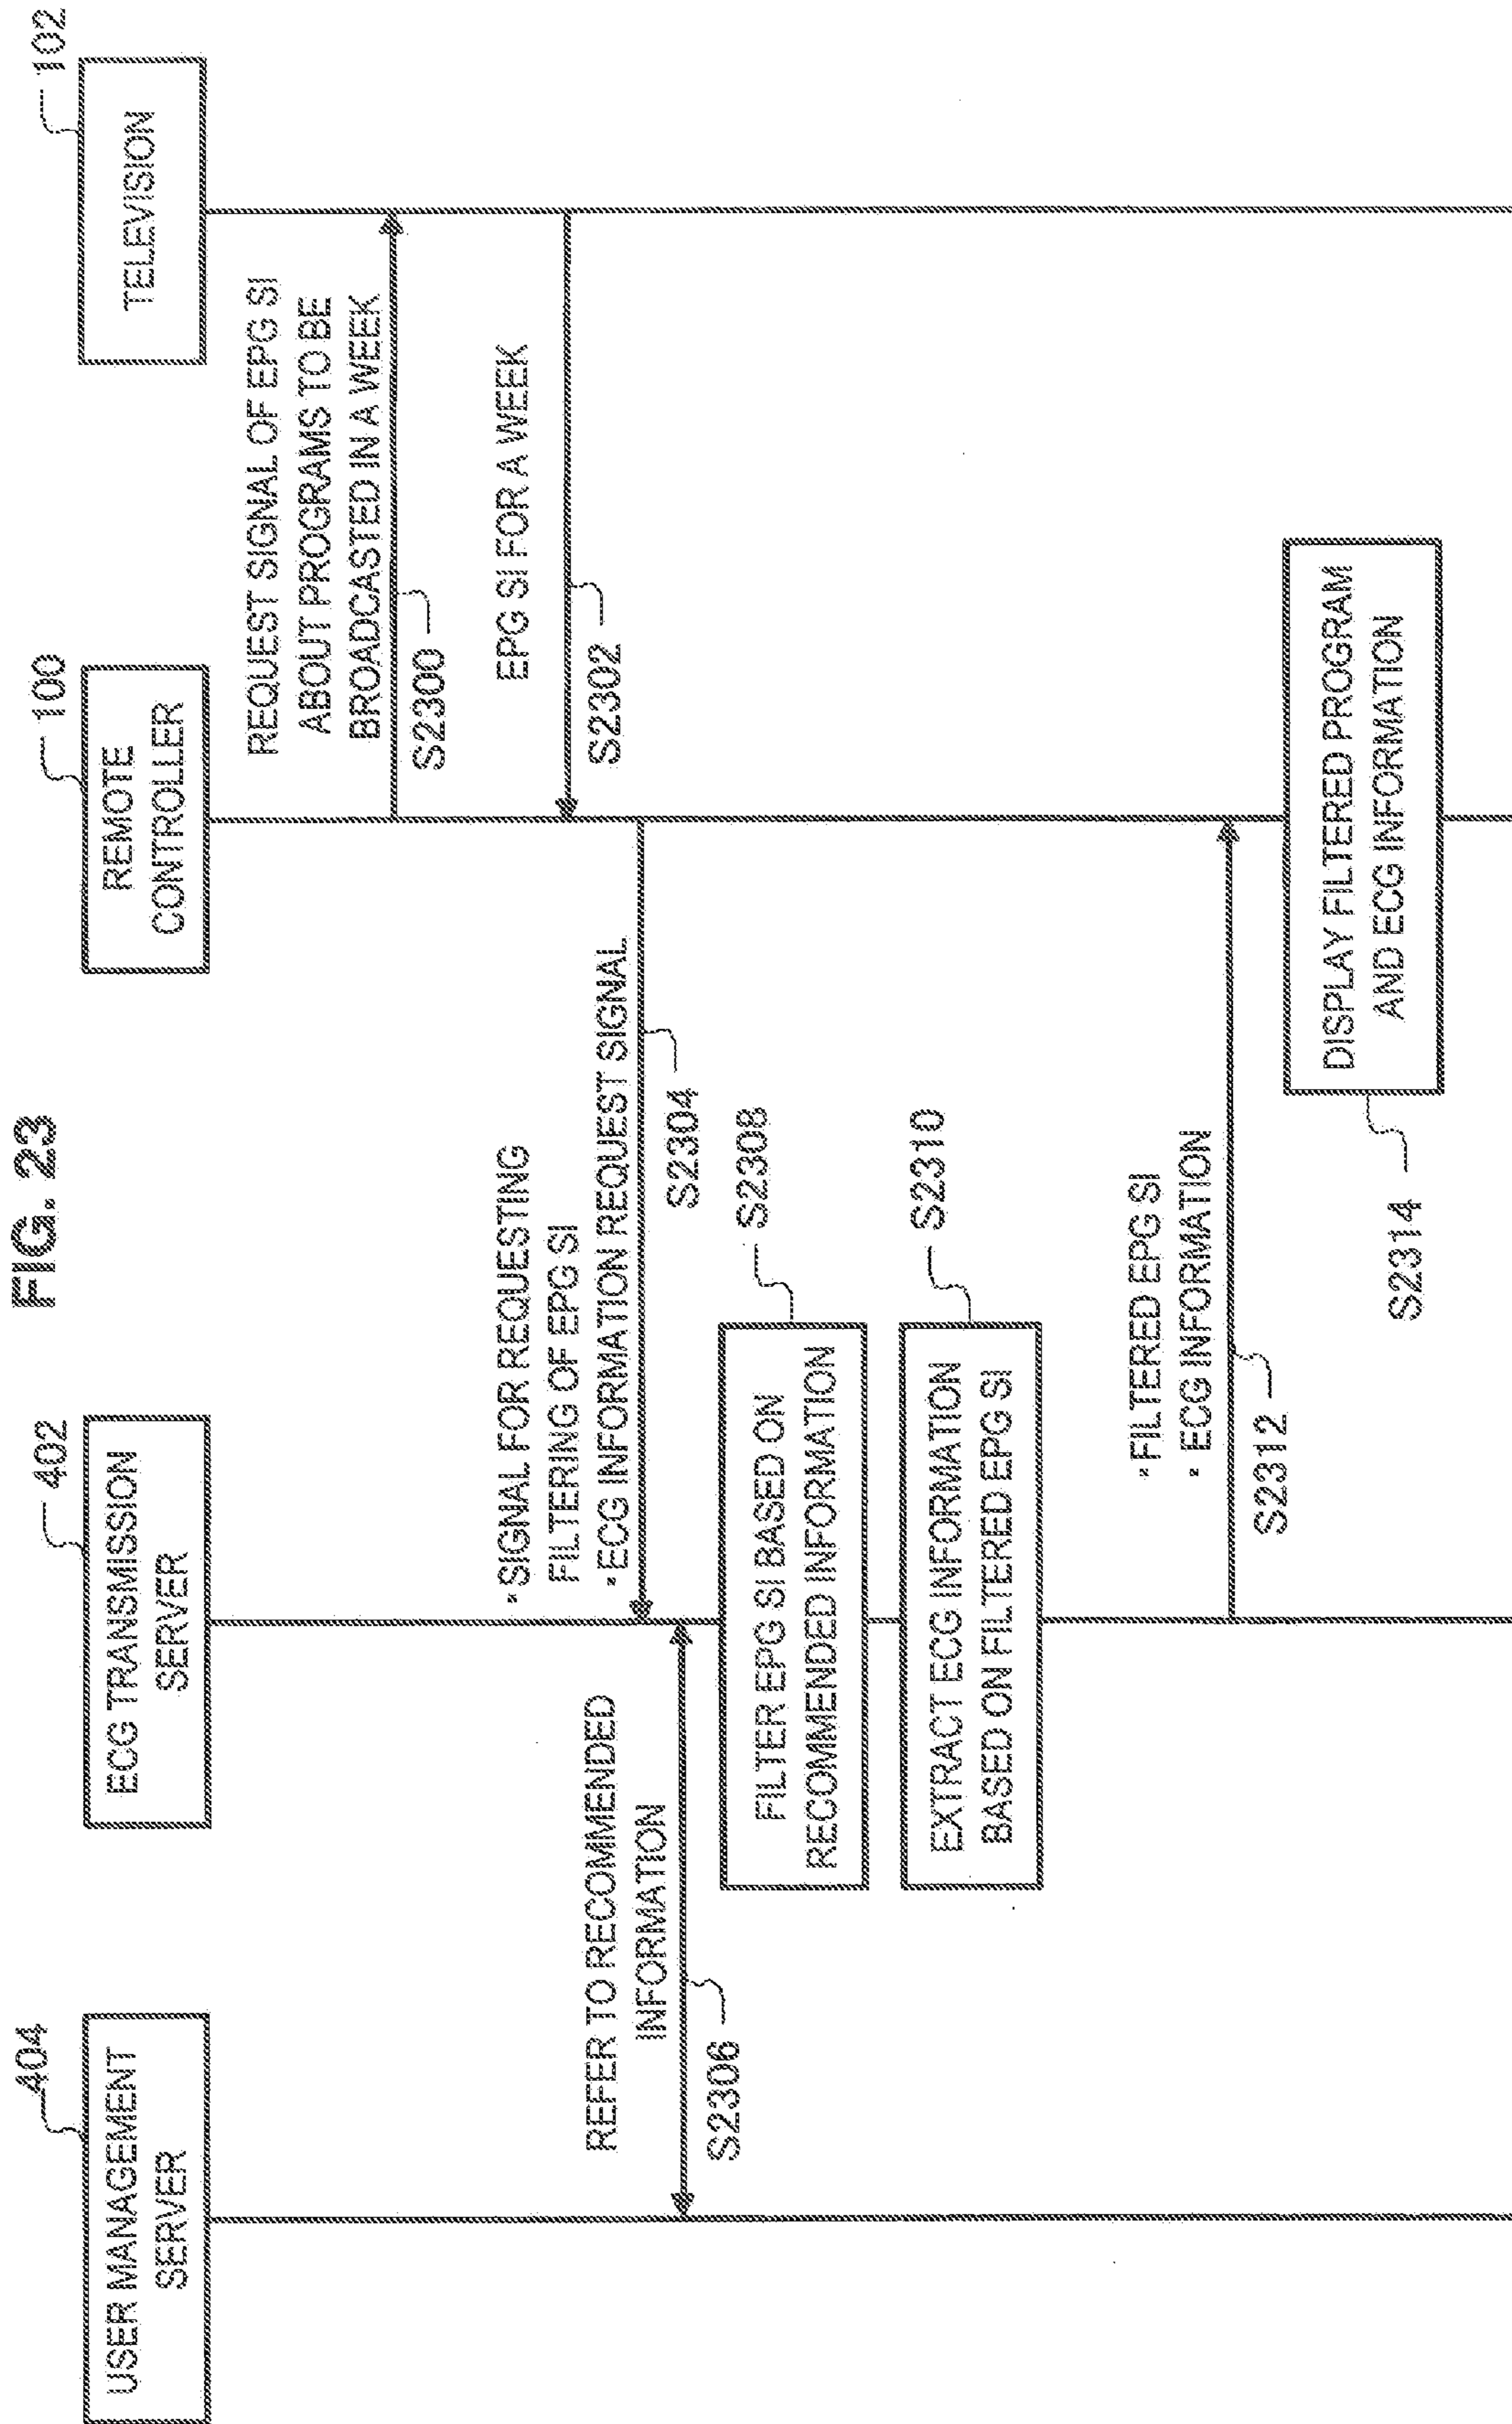 FIG. 23
404
USER MANAGEMENT
SERVER
402
ECG TRANSMISSION
SERVER
100
REMOTE
CONTROLLER
102
TELEVISION
REQUEST SIGNAL OF EPG SI
ABOUT PROGRAMS TO BE
BROADCASTED IN A WEEK
S2300
EPG SI FOR A WEEK
S2302
・SIGNAL FOR REQUESTING
FILTERING OF EPG SI
・ECG INFORMATION REQUEST SIGNAL
S2304
REFER TO RECOMMENDED
INFORMATION
S2306
FILTER EPG SI BASED ON
RECOMMENDED INFORMATION
S2308
EXTRACT ECG INFORMATION
BASED ON FILTERED EPG SI
S2310
・FILTERED EPG SI
・ECG INFORMATION
S2312
DISPLAY FILTERED PROGRAM
AND ECG INFORMATION
S2314